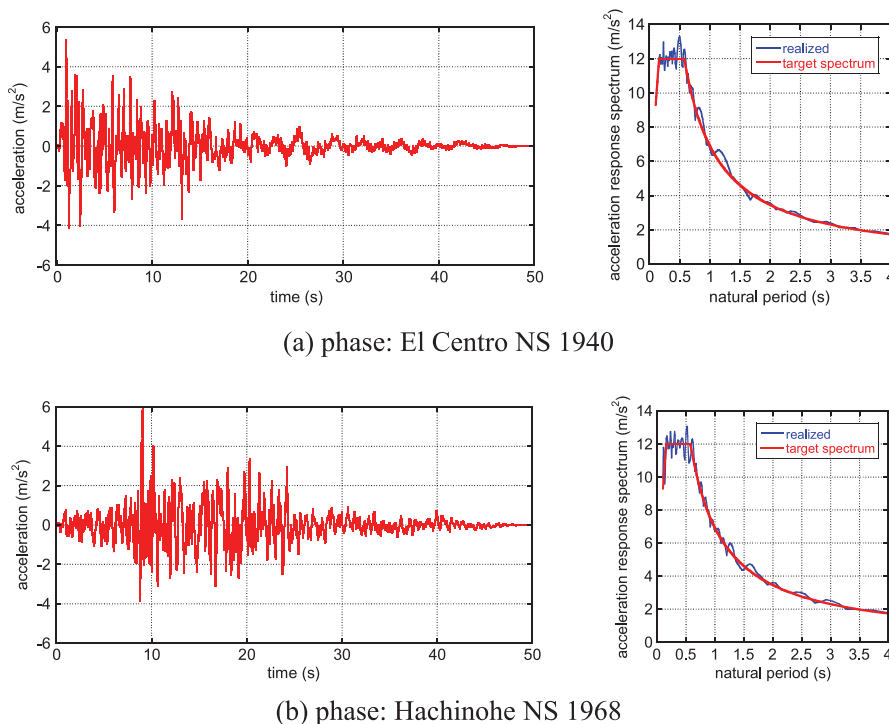 acceleration (m/s²)
6
4
2
0
-2
-4
-6
0 10 20 30 40 50
time (s)
acceleration response spectrum (m/s²)
14
12
10
8
6
4
2
0
realized
target spectrum
0 0.5 1 1.5 2 2.5 3 3.5 4
natural period (s)
(a) phase: El Centro NS 1940
acceleration (m/s²)
6
4
2
0
-2
-4
-6
0 10 20 30 40 50
time (s)
acceleration response spectrum (m/s²)
14
12
10
8
6
4
2
0
realized
target spectrum
0 0.5 1 1.5 2 2.5 3 3.5 4
natural period (s)
(b) phase: Hachinohe NS 1968